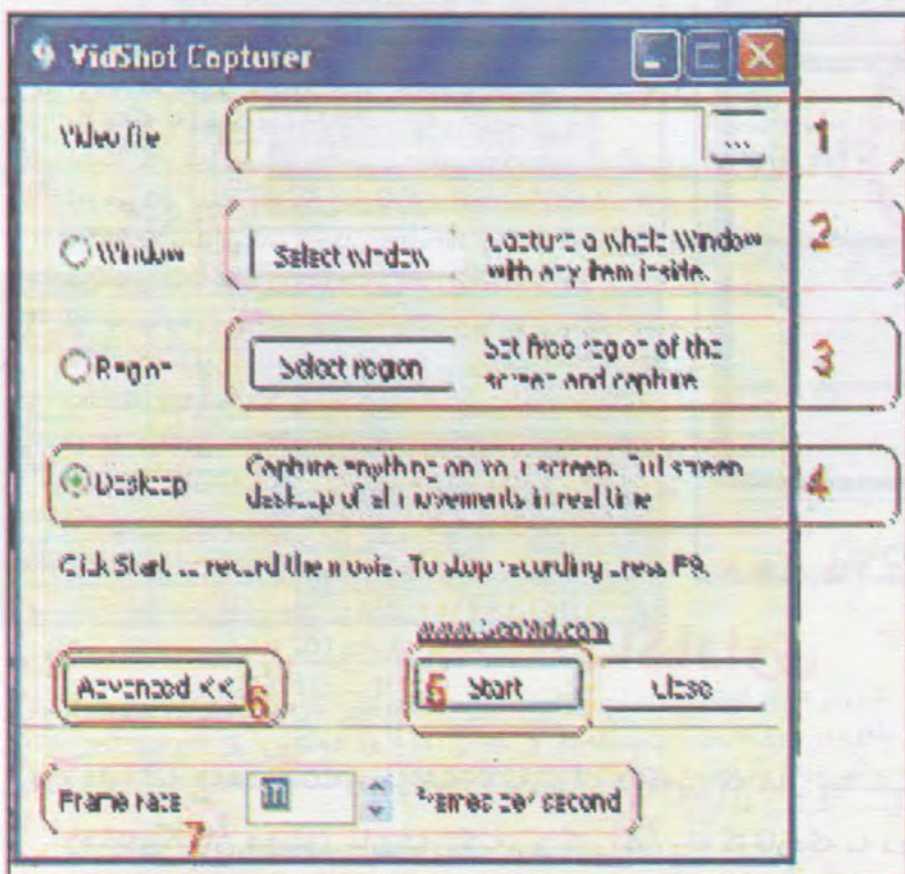 VidShot Capturer
Video file
...
1
Window
Select window
Capture a whole Window
with any item inside.
2
Region
Select region
Set free region of the
screen and capture
3
Desktop
Capture anything on your screen. Full screen
desktop of all movements in real time
4
Click Start to record the movie. To stop recording press F9.
Advanced <<
6
5
Start
Close
Frame rate
10
frames per second
7